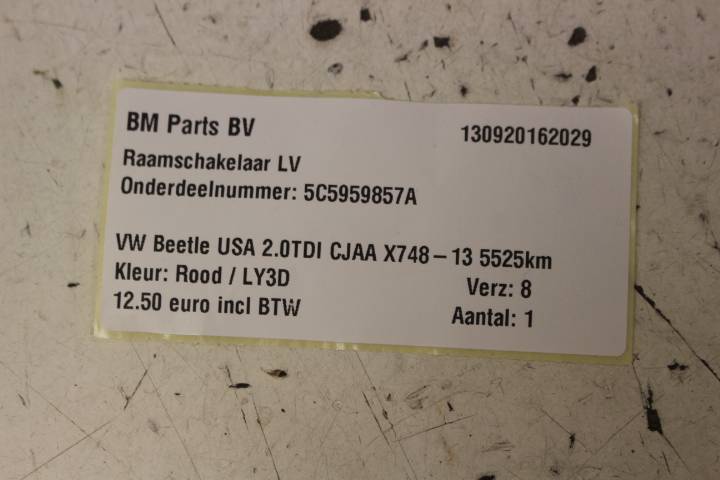 BM Parts BV 130920162029
Raamschakelaar LV
Onderdeelnummer: 5C5959857A
VW Beetle USA 2.0TDI CJAA X748-13 5525km
Kleur: Rood / LY3D Verz: 8
12.50 euro incl BTW Aantal: 1